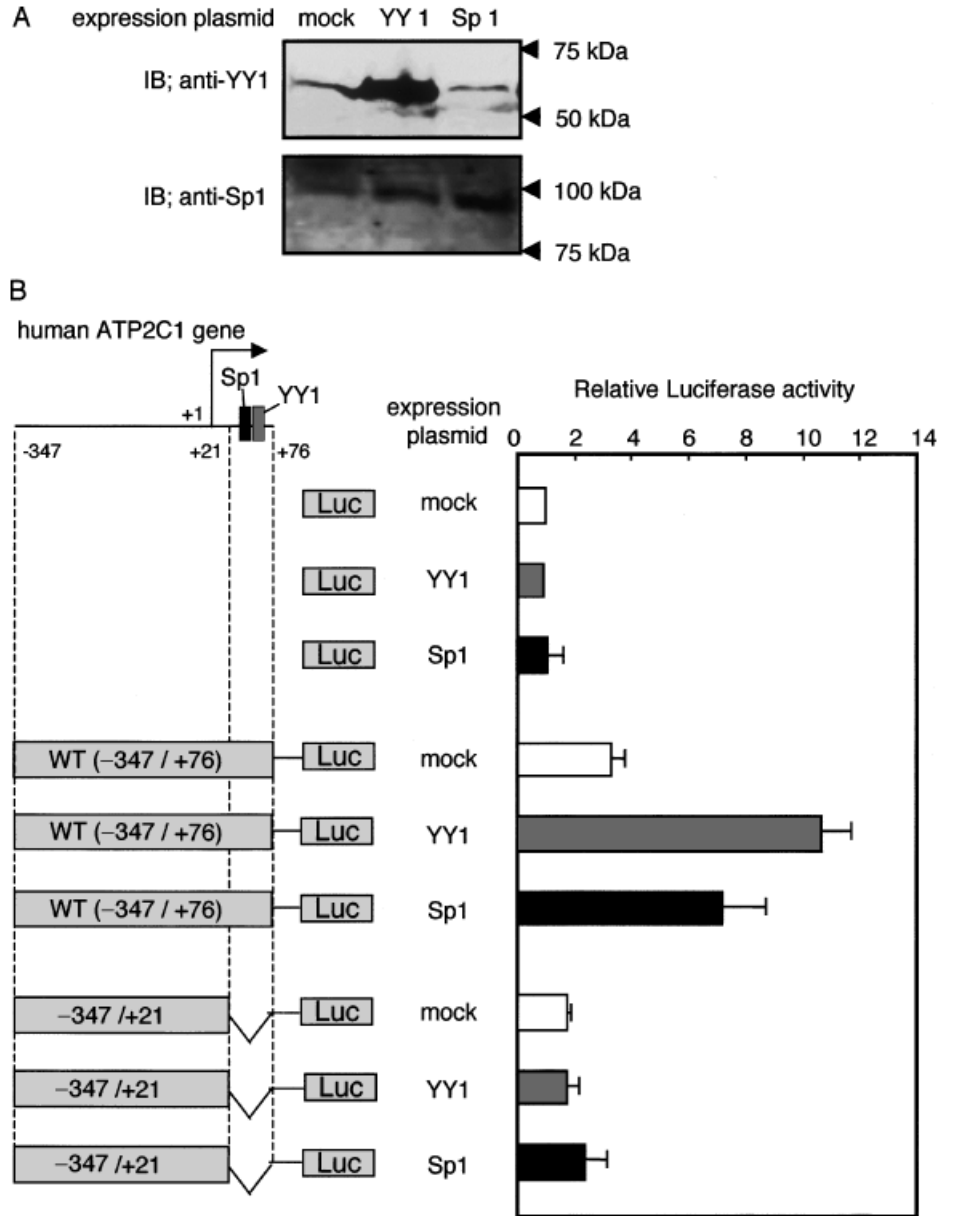 A
expression plasmid mock YY 1 Sp 1
IB; anti-YY1
75 kDa
50 kDa
IB; anti-Sp1
100 kDa
75 kDa
B
human ATP2C1 gene
Sp1
YY1
+1
-347 +21 +76
expression
plasmid
Relative Luciferase activity
0 2 4 6 8 10 12 14
Luc mock
Luc YY1
Luc Sp1
WT (−347 / +76) Luc mock
WT (−347 / +76) Luc YY1
WT (−347 / +76) Luc Sp1
−347 /+21 Luc mock
−347 /+21 Luc YY1
−347 /+21 Luc Sp1